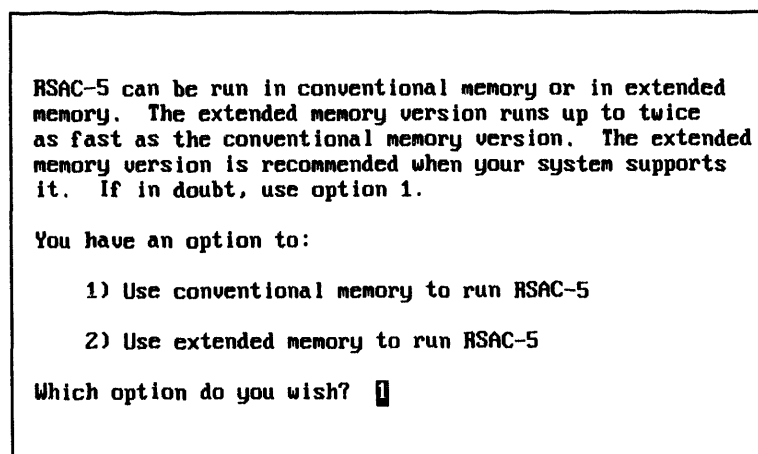 RSAC-5 can be run in conventional memory or in extended
memory. The extended memory version runs up to twice
as fast as the conventional memory version. The extended
memory version is recommended when your system supports
it. If in doubt, use option 1.
You have an option to:
1) Use conventional memory to run RSAC-5
2) Use extended memory to run RSAC-5
Which option do you wish? 1